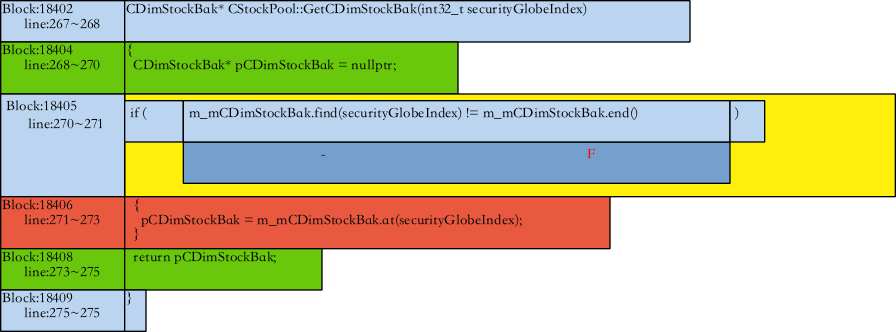 Block:18402 CDimStockBak* CStockPool::GetCDimStockBak(int32_t securityGlobeIndex)
line:267~268
Block:18404 {
line:268~270 CDimStockBak* pCDimStockBak = nullptr;
Block:18405 if ( m_mCDimStockBak.find(securityGlobeIndex) != m_mCDimStockBak.end() )
line:270~271
- F
Block:18406 {
line:271~273 pCDimStockBak = m_mCDimStockBak.at(securityGlobeIndex);
}
Block:18408 return pCDimStockBak;
line:273~275
Block:18409 }
line:275~275